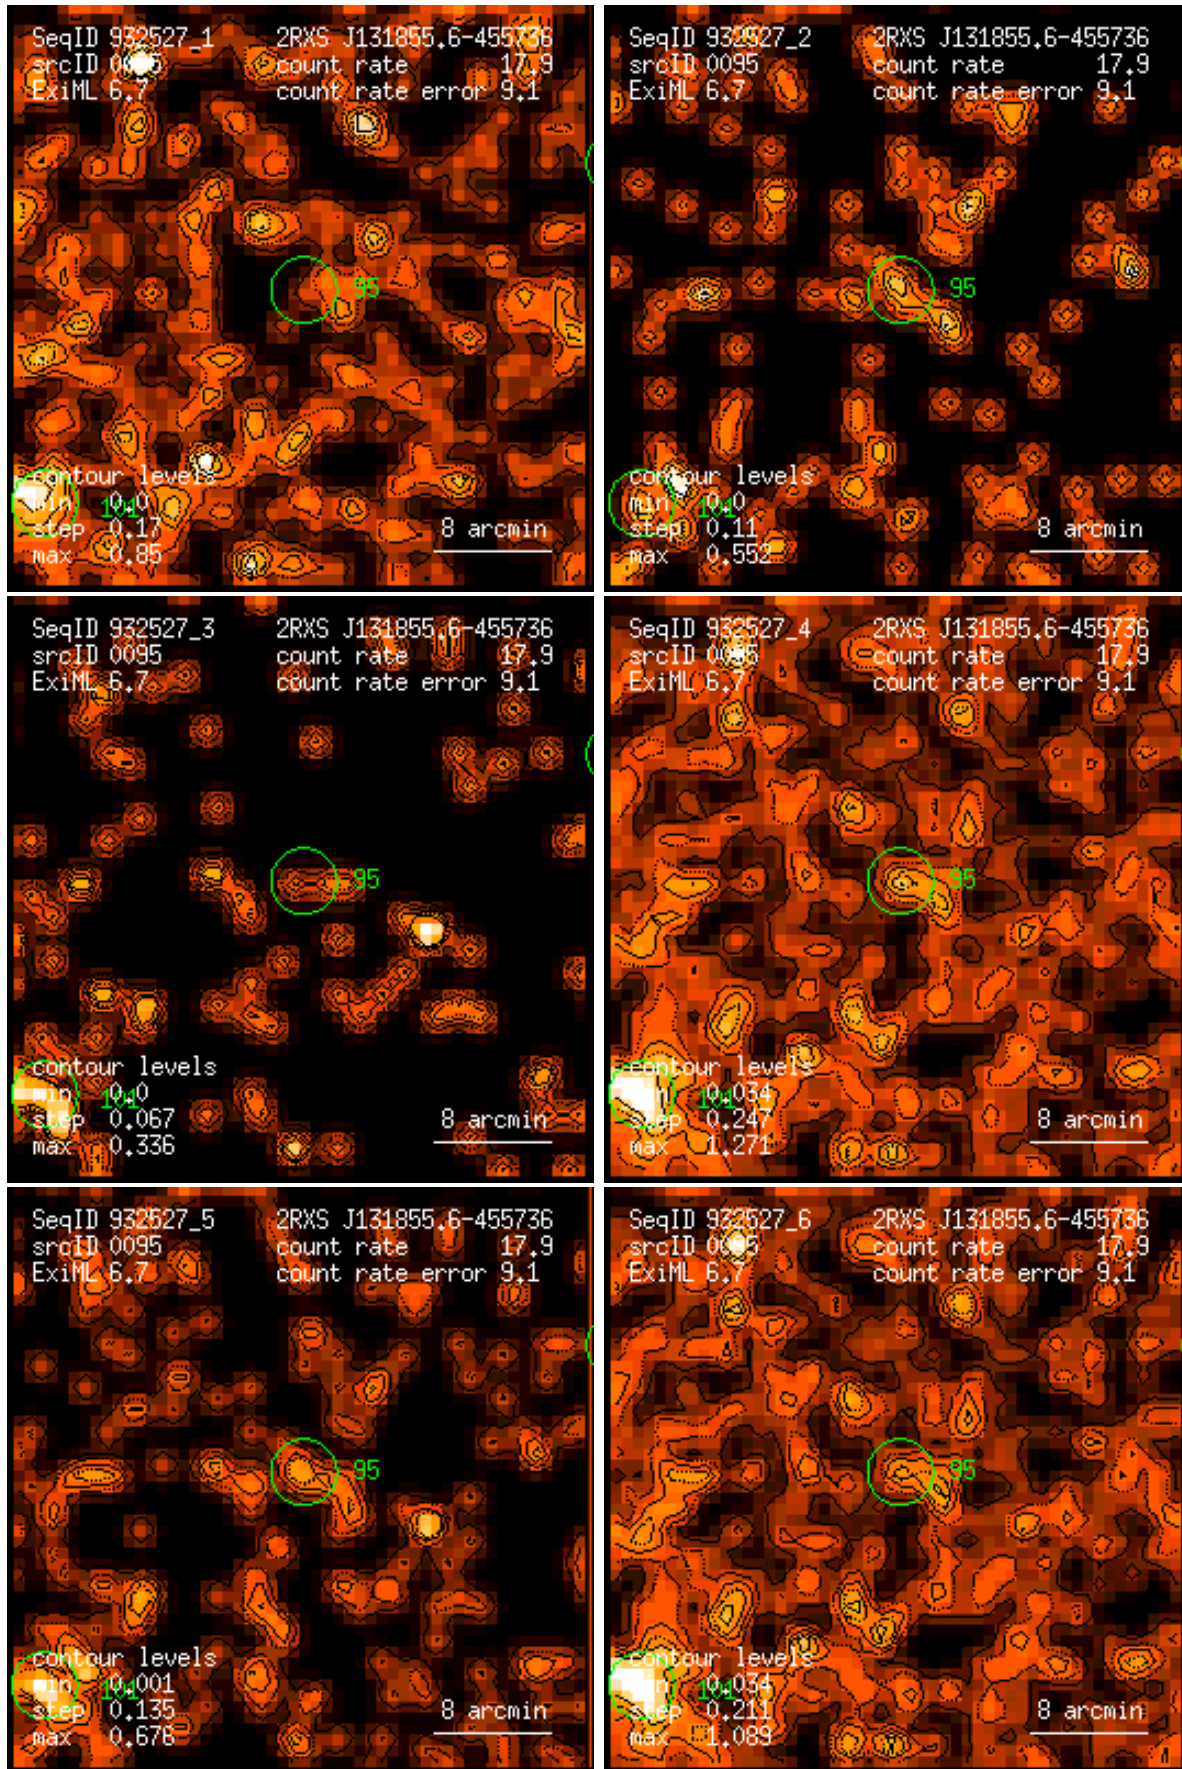 SeqID 932527_1 2RXS J131855.6-455736
srcID 0095 count rate 17.9
ExiML 6.7 count rate error 9.1
95
contour levels
min 0.0 101
step 0.17 8 arcmin
max 0.85
SeqID 932527_2 2RXS J131855.6-455736
srcID 0095 count rate 17.9
ExiML 6.7 count rate error 9.1
95
contour levels
min 0.0 101
step 0.11 8 arcmin
max 0.552
SeqID 932527_3 2RXS J131855.6-455736
srcID 0095 count rate 17.9
ExiML 6.7 count rate error 9.1
95
contour levels
min 0.0 101
step 0.067 8 arcmin
max 0.336
SeqID 932527_4 2RXS J131855.6-455736
srcID 0095 count rate 17.9
ExiML 6.7 count rate error 9.1
95
contour levels
min 0.034 101
step 0.247 8 arcmin
max 1.271
SeqID 932527_5 2RXS J131855.6-455736
srcID 0095 count rate 17.9
ExiML 6.7 count rate error 9.1
95
contour levels
min 0.001 101
step 0.135 8 arcmin
max 0.676
SeqID 932527_6 2RXS J131855.6-455736
srcID 0095 count rate 17.9
ExiML 6.7 count rate error 9.1
95
contour levels
min 0.034 101
step 0.211 8 arcmin
max 1.089